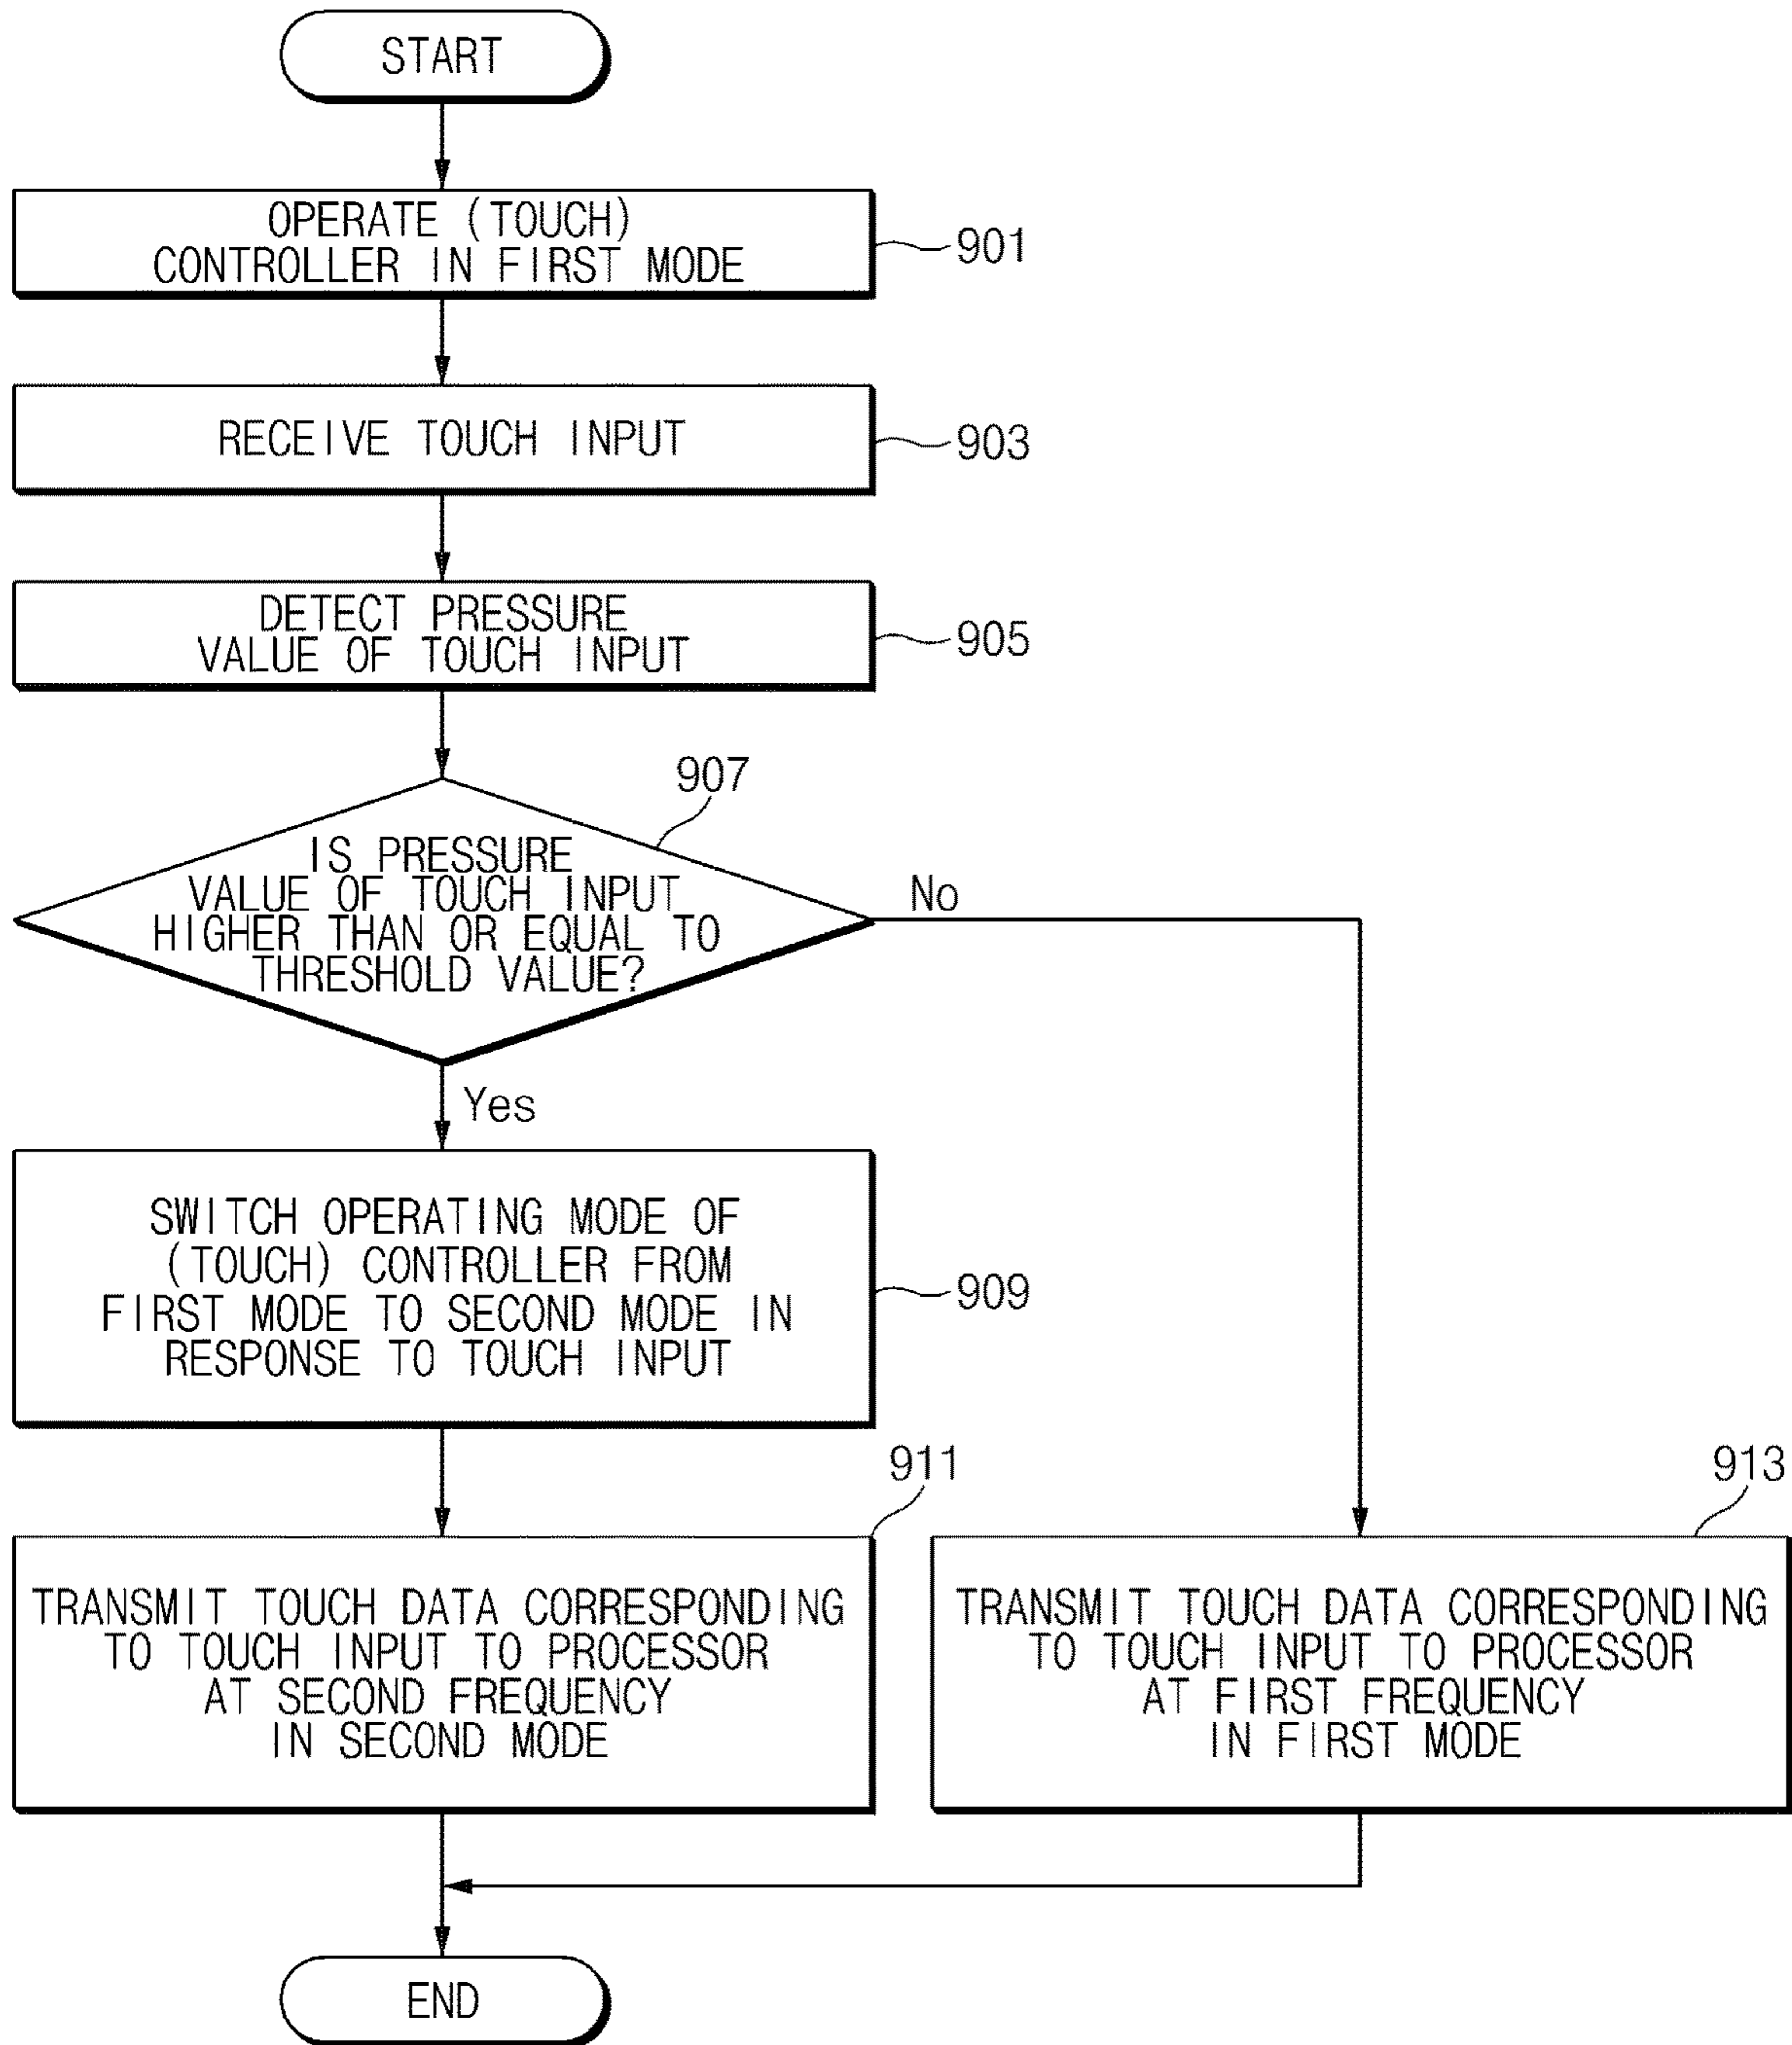 START
OPERATE (TOUCH)
CONTROLLER IN FIRST MODE
901
RECEIVE TOUCH INPUT
903
DETECT PRESSURE
VALUE OF TOUCH INPUT
905
907
IS PRESSURE
VALUE OF TOUCH INPUT
HIGHER THAN OR EQUAL TO
THRESHOLD VALUE?
No
Yes
SWITCH OPERATING MODE OF
(TOUCH) CONTROLLER FROM
FIRST MODE TO SECOND MODE IN
RESPONSE TO TOUCH INPUT
909
911
TRANSMIT TOUCH DATA CORRESPONDING
TO TOUCH INPUT TO PROCESSOR
AT SECOND FREQUENCY
IN SECOND MODE
913
TRANSMIT TOUCH DATA CORRESPONDING
TO TOUCH INPUT TO PROCESSOR
AT FIRST FREQUENCY
IN FIRST MODE
END